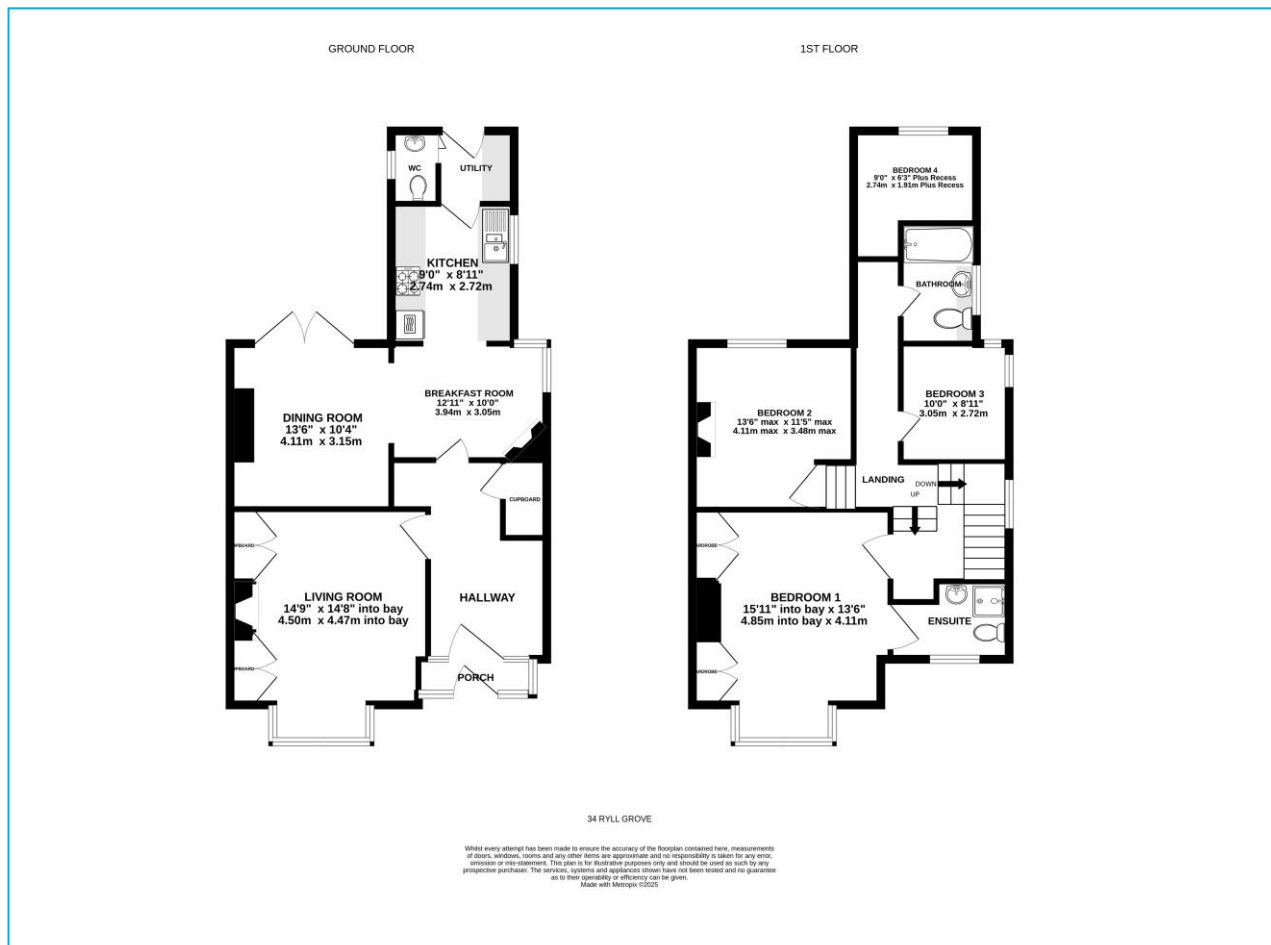 GROUND FLOOR
1ST FLOOR
WC
UTILITY
KITCHEN
9'0" x 8'11"
2.74m x 2.72m
DINING ROOM
13'6" x 10'4"
4.11m x 3.15m
BREAKFAST ROOM
12'11" x 10'0"
3.94m x 3.05m
CUPBOARD
LIVING ROOM
14'9" x 14'8" into bay
4.50m x 4.47m into bay
HALLWAY
PORCH
BEDROOM 4
9'0" x 6'3" Plus Recess
2.74m x 1.91m Plus Recess
BATHROOM
BEDROOM 3
10'0" x 8'11"
3.05m x 2.72m
BEDROOM 2
13'6" max x 11'5" max
4.11m max x 3.48m max
LANDING
DOWN
UP
BEDROOM 1
15'11" into bay x 13'6"
4.85m into bay x 4.11m
ENSUITE
34 RYLL GROVE
Whilst every attempt has been made to ensure the accuracy of the floorplan contained here, measurements
of doors, windows, rooms and any other items are approximate and no responsibility is taken for any error,
omission or mis-statement. This plan is for illustrative purposes only and should be used as such by any
prospective purchaser. The services, systems and appliances shown have not been tested and no guarantee
as to their operability or efficiency can be given.
Made with Metropix ©2025